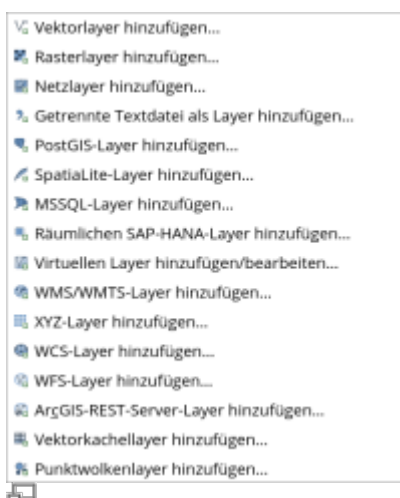 Vektorlayer hinzufügen...
Rasterlayer hinzufügen...
Netzlayer hinzufügen...
Getrennte Textdatei als Layer hinzufügen...
PostGIS-Layer hinzufügen...
SpatiaLite-Layer hinzufügen...
MSSQL-Layer hinzufügen...
Räumlichen SAP-HANA-Layer hinzufügen...
Virtuellen Layer hinzufügen/bearbeiten...
WMS/WMTS-Layer hinzufügen...
XYZ-Layer hinzufügen...
WCS-Layer hinzufügen...
WFS-Layer hinzufügen...
ArcGIS-REST-Server-Layer hinzufügen...
Vektorkachellayer hinzufügen...
Punktwolkenlayer hinzufügen...